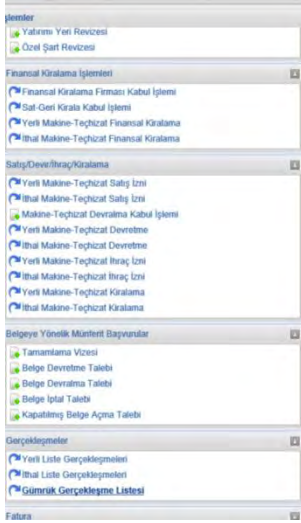 İşlemler
Yatırım Yeri Revizesi
Özel Şart Revizesi
Finansal Kiralama İşlemleri
Finansal Kiralama Firması Kabul İşlemi
Sat-Geri Kirala Kabul İşlemi
Yerli Makine-Teçhizat Finansal Kiralama
İthal Makine-Teçhizat Finansal Kiralama
Satış/Devir/İhraç/Kiralama
Yerli Makine-Teçhizat Satış İzni
İthal Makine-Teçhizat Satış İzni
Makine-Teçhizat Devralma Kabul İşlemi
Yerli Makine-Teçhizat Devretme
İthal Makine-Teçhizat Devretme
Yerli Makine-Teçhizat İhraç İzni
İthal Makine-Teçhizat İhraç İzni
Yerli Makine-Teçhizat Kiralama
İthal Makine-Teçhizat Kiralama
Belgeye Yönelik Münferit Başvurular
Tamamlama Vizesi
Belge Devretme Talebi
Belge Devralma Talebi
Belge İptal Talebi
Kapatılmış Belge Açma Talebi
Gerçekleşmeler
Yerli Liste Gerçekleşmeleri
İthal Liste Gerçekleşmeleri
Gümrük Gerçekleşme Listesi
Fatura